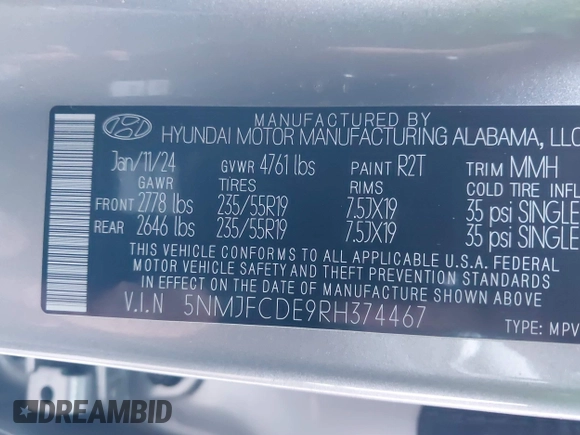 MANUFACTURED BY
HYUNDAI MOTOR MANUFACTURING ALABAMA, LLC
Jan/11/24 GVWR 4761 lbs PAINT R2T TRIM MMH
GAWR TIRES RIMS COLD TIRE INFL
FRONT 2778 lbs 235/55R19 7.5JX19 35 psi SINGLE
REAR 2646 lbs 235/55R19 7.5JX19 35 psi SINGLE
THIS VEHICLE CONFORMS TO ALL APPLICABLE U.S.A. FEDERAL
MOTOR VEHICLE SAFETY AND THEFT PREVENTION STANDARDS
IN EFFECT ON THE DATE OF MANUFACTURE SHOWN ABOVE.
V.I.N 5NMJFCDE9RH374467
TYPE: MPV
DREAMBID